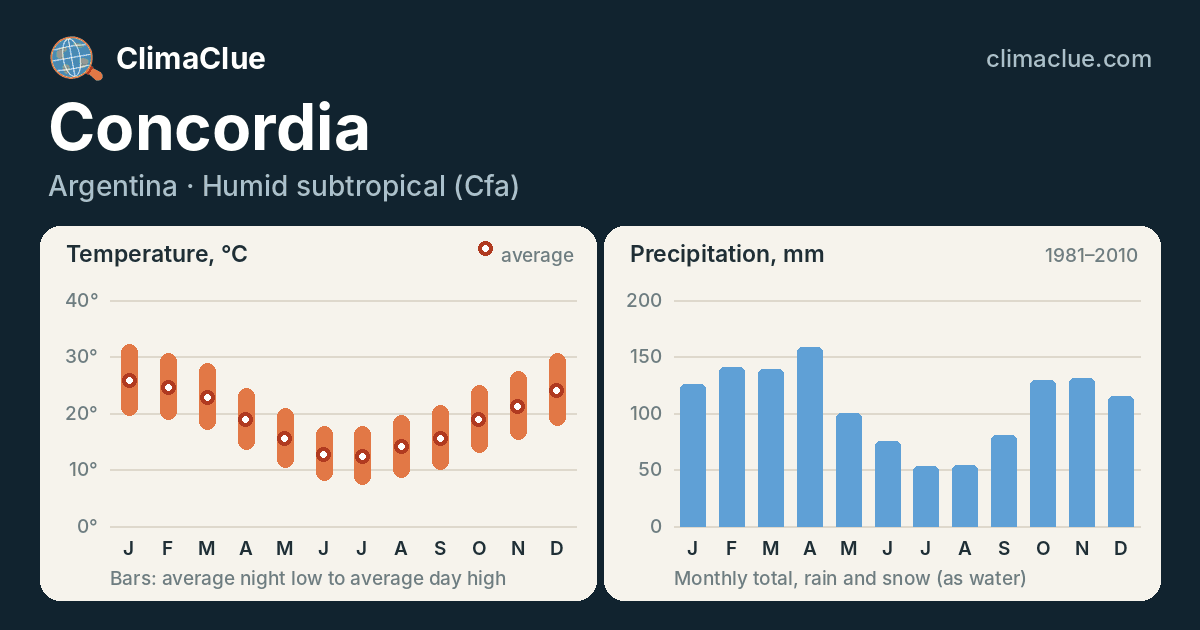 ClimaClue
climaclue.com
Concordia
Argentina · Humid subtropical (Cfa)
Temperature, °C
average
40°
30°
20°
10°
0°
J F M A M J J A S O N D
Bars: average night low to average day high
Precipitation, mm
1981–2010
200
150
100
50
0
J F M A M J J A S O N D
Monthly total, rain and snow (as water)